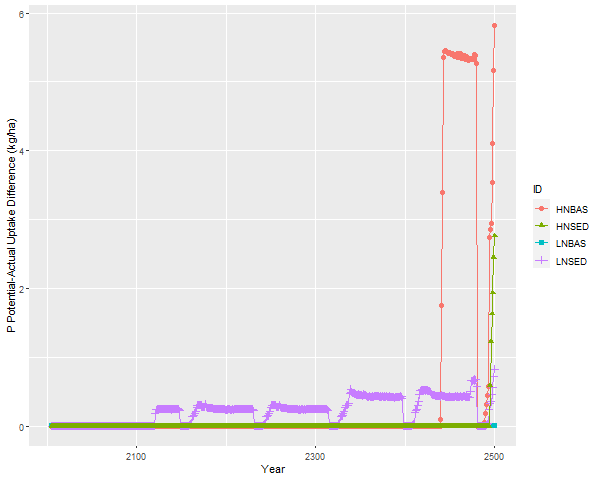 6
4
2
0
P Potential-Actual Uptake Difference (kg/ha)
2100
2300
2500
Year
ID
HNBAS
HNSED
LNBAS
LNSED